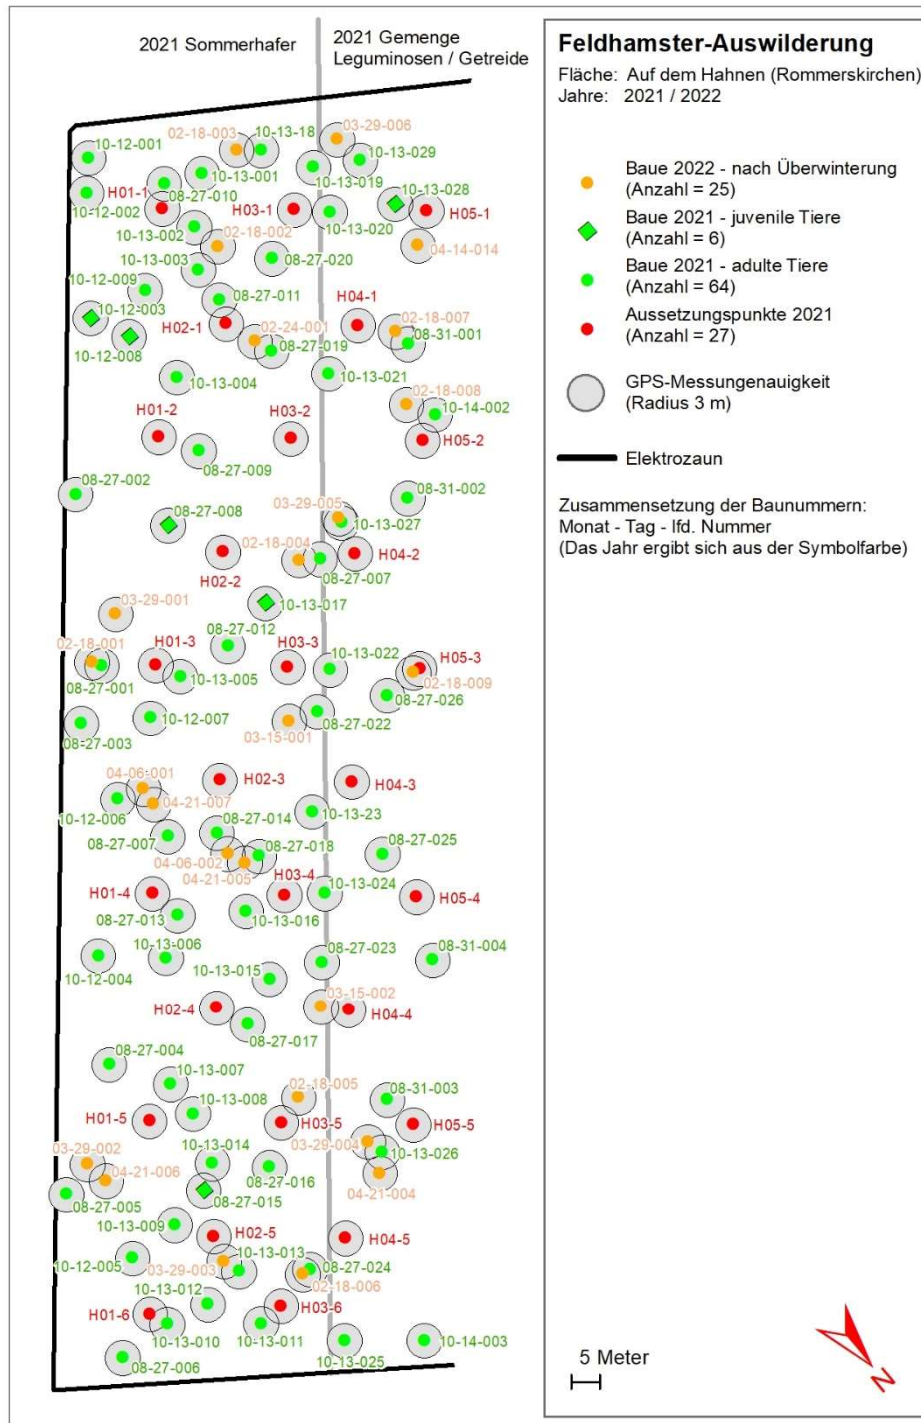 2021 Sommerhafer
2021 Gemenge
Leguminosen / Getreide
Feldhamster-Auswilderung
Fläche: Auf dem Hahnen (Rommerskirchen)
Jahre: 2021 / 2022
Baue 2022 - nach Überwinterung
(Anzahl = 25)
Baue 2021 - juvenile Tiere
(Anzahl = 6)
Baue 2021 - adulte Tiere
(Anzahl = 64)
Aussetzungspunkte 2021
(Anzahl = 27)
GPS-Messungenauigkeit
(Radius 3 m)
Elektrozaun
Zusammensetzung der Baunummern:
Monat - Tag - lfd. Nummer
(Das Jahr ergibt sich aus der Symbolfarbe)
02-18-003
10-13-18
03-29-006
10-12-001
10-13-001
10-13-019
10-13-029
H01-1
08-27-010
10-13-028
10-12-002
H03-1
10-13-020
H05-1
10-13-002
02-18-002
04-14-014
10-13-003
08-27-020
10-12-009
08-27-011
10-12-003
H04-1
H02-1
02-24-001
02-18-007
08-31-001
10-12-008
08-27-019
10-13-004
10-13-021
02-18-008
10-14-002
H01-2
H03-2
H05-2
08-27-009
08-27-002
08-31-002
08-27-008
03-29-005
10-13-027
02-18-004
H04-2
H02-2
08-27-007
03-29-001
10-13-017
08-27-012
02-18-001
H01-3
H03-3
10-13-022
H05-3
08-27-001
10-13-005
02-18-009
08-27-026
10-12-007
08-27-022
08-27-003
03-15-001
04-06-001
H02-3
H04-3
04-21-007
10-12-006
08-27-014
10-13-23
08-27-007
08-27-018
08-27-025
04-06-002
04-21-005
H01-4
H03-4
10-13-024
H05-4
08-27-013
10-13-016
10-13-006
08-27-023
08-31-004
10-12-004
10-13-015
03-15-002
H02-4
H04-4
08-27-017
08-27-004
10-13-007
02-18-005
08-31-003
10-13-008
H01-5
H03-5
H05-5
03-29-002
10-13-014
03-29-004
10-13-026
04-21-006
08-27-016
04-21-004
08-27-005
08-27-015
10-13-009
H02-5
H04-5
10-12-005
10-13-013
03-29-003
08-27-024
02-18-006
10-13-012
H01-6
H03-6
10-13-010
10-13-011
10-13-025
10-14-003
08-27-006
5 Meter
N